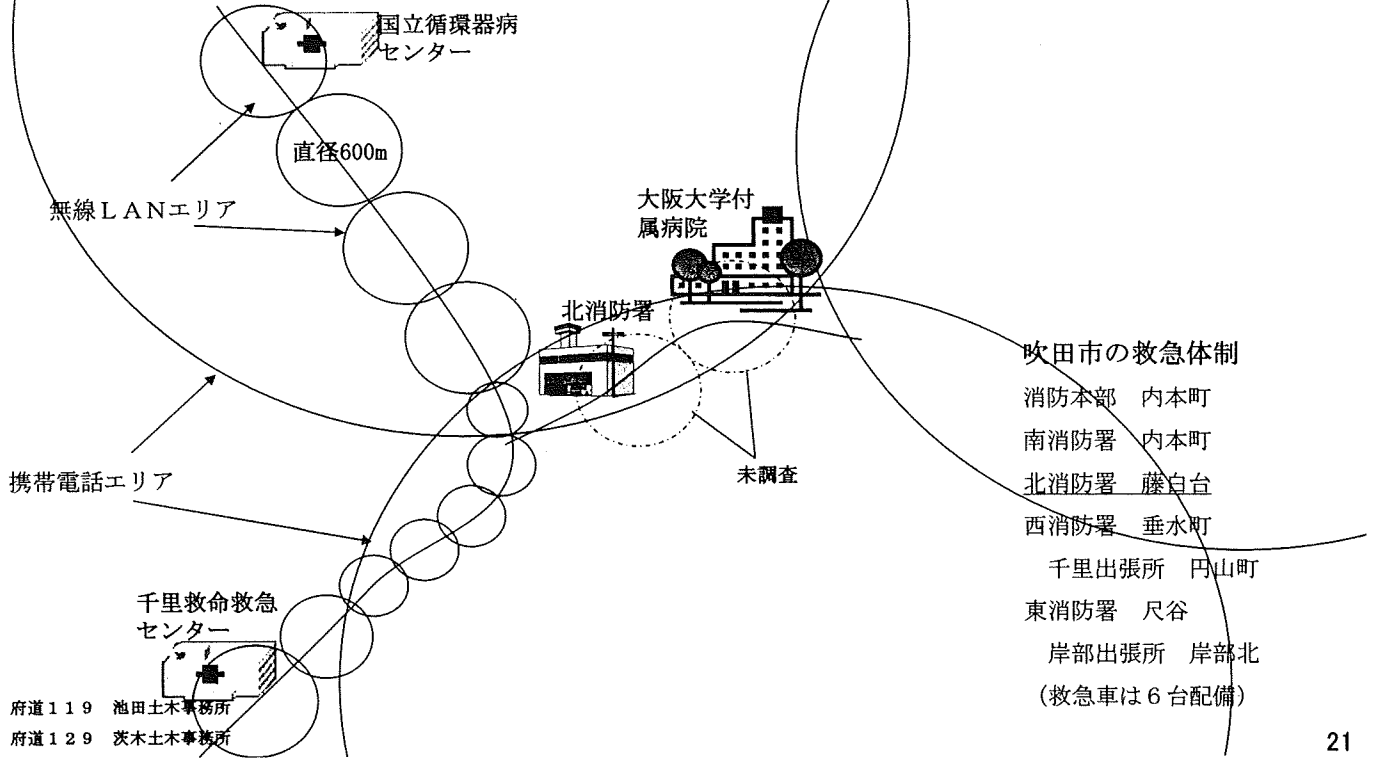 国立循環器病
センター
直径600m
無線ＬＡＮエリア
大阪大学付
属病院
北消防署
未調査
携帯電話エリア
千里救命救急
センター
府道１１９　池田土木事務所
府道１２９　茨木土木事務所
吹田市の救急体制
消防本部　内本町
南消防署　内本町
北消防署　藤白台
西消防署　垂水町
千里出張所　円山町
東消防署　尺谷
岸部出張所　岸部北
（救急車は６台配備）
21